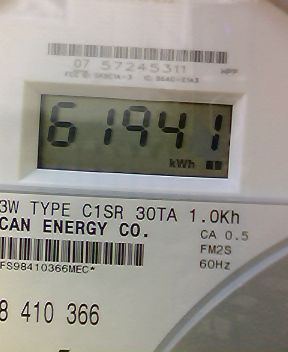 07 57245311
61941
kWh
3W TYPE C1SR 30TA 1.0Kh
CAN ENERGY CO.
CA 0.5
FM2S
60Hz
FS98410366MEC*
8 410 366